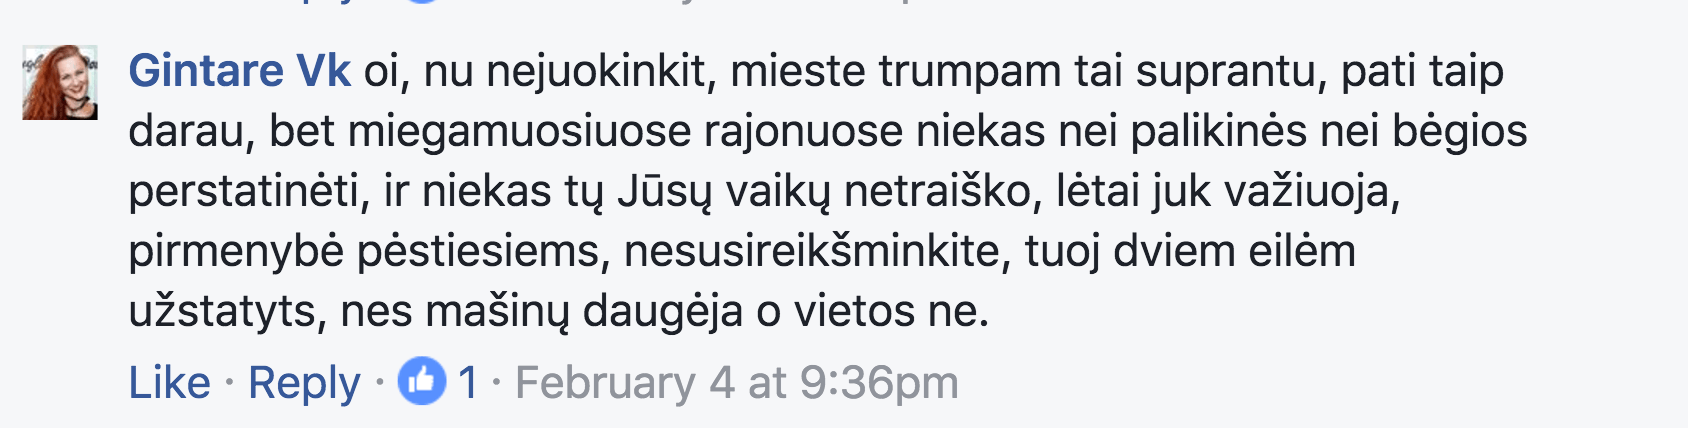 Gintare Vk oi, nu nejuokinkit, mieste trumpam tai suprantu, pati taip
darau, bet miegamuosiuose rajonuose niekas nei palikinės nei bėgios
perstatinėti, ir niekas tų Jūsų vaikų netraiško, lėtai juk važiuoja,
pirmenybė pėstiesiems, nesusireikšminkite, tuoj dviem eilėm
užstatyts, nes mašinų daugėja o vietos ne.
Like · Reply · 1 · February 4 at 9:36pm